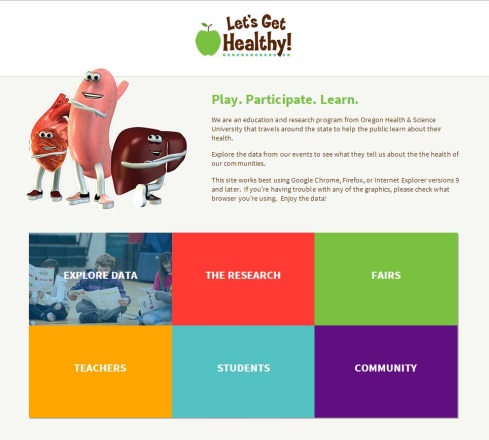 Let's Get
Healthy!
Play. Participate. Learn.
We are an education and research program from Oregon Health & Science
University that travels around the state to help the public learn about their
health.
Explore the data from our events to see what they tell us about the the health of
our communities.
This site works best using Google Chrome, Firefox, or Internet Explorer versions 9
and later. If you're having trouble with any of the graphics, please check what
browser you're using. Enjoy the data!
EXPLORE DATA
THE RESEARCH
FAIRS
TEACHERS
STUDENTS
COMMUNITY